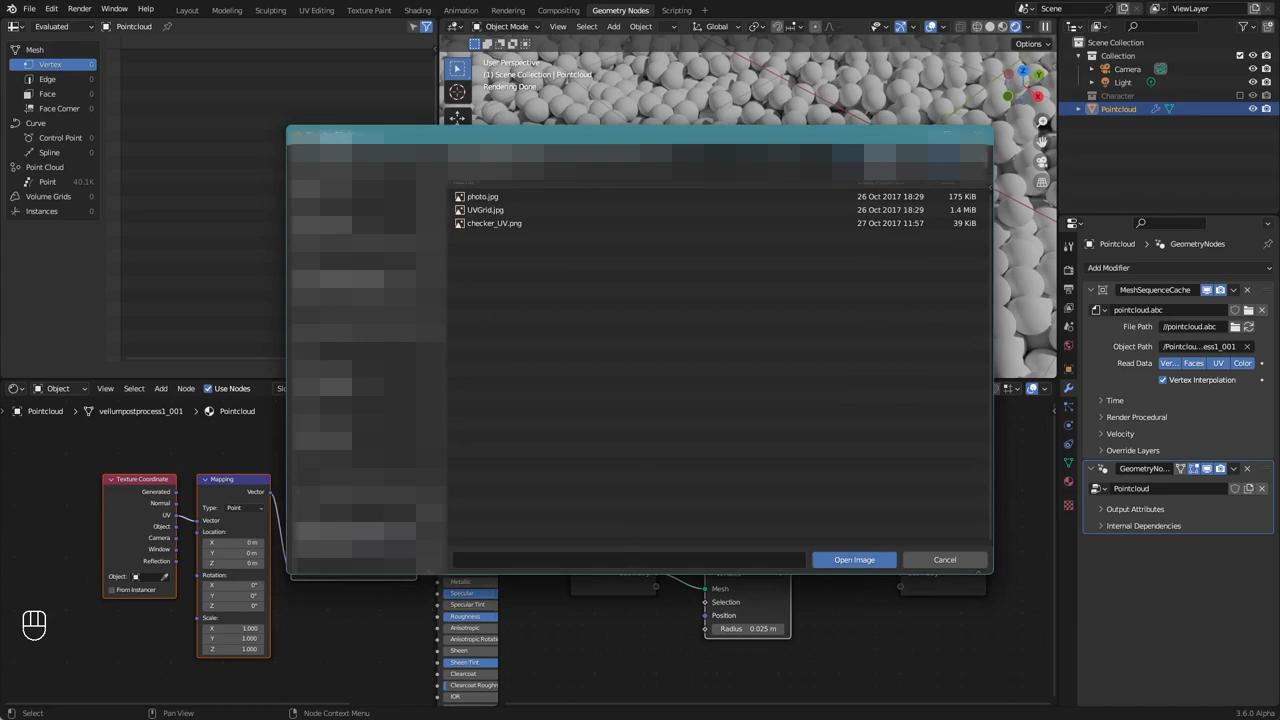 File Edit Render Window Help
Layout Modeling Sculpting UV Editing Texture Paint Shading Animation Rendering Compositing Geometry Nodes Scripting +
Scene
ViewLayer
Evaluated
Pointcloud
Object Mode View Select Add Object
Global
Options
Mesh
Vertex 0
Edge 0
Face 0
Face Corner 0
Curve
Control Point 0
Spline 0
Point Cloud
Point 40.1K
Volume Grids 0
Instances 0
User Perspective
(1) Scene Collection | Pointcloud
Rendering Done
Z
Y
X
Scene Collection
Collection
Camera
Light
Character
Pointcloud
photo.jpg 26 Oct 2017 18:29 175 KiB
UVGrid.jpg 26 Oct 2017 18:29 1.4 MiB
checker_UV.png 27 Oct 2017 11:57 39 KiB
Open Image
Cancel
Pointcloud > GeometryNodes
Add Modifier
MeshSequenceCache
pointcloud.abc
File Path //pointcloud.abc
Object Path /Pointclou...ess1_001
Read Data Ver... Faces UV Color
Vertex Interpolation
Time
Render Procedural
Velocity
Override Layers
GeometryNo...
Pointcloud
Output Attributes
Internal Dependencies
Object View Select Add Node Use Nodes
Pointcloud > vellumpostprocess1_001 > Pointcloud
Texture Coordinate
Generated
Normal
UV
Object
Camera
Window
Reflection
Object:
From Instancer
Mapping
Vector
Type: Point
Vector
Location:
X 0 m
Y 0 m
Z 0 m
Rotation:
X 0°
Y 0°
Z 0°
Scale:
X 1.000
Y 1.000
Z 1.000
Metallic
Specular
Specular Tint
Roughness
Anisotropic
Anisotropic Rotati
Sheen
Sheen Tint
Clearcoat
Clearcoat Roughn
IOR
Mesh
Selection
Position
Radius 0.025 m
Select
Pan View
Node Context Menu
3.6.0 Alpha